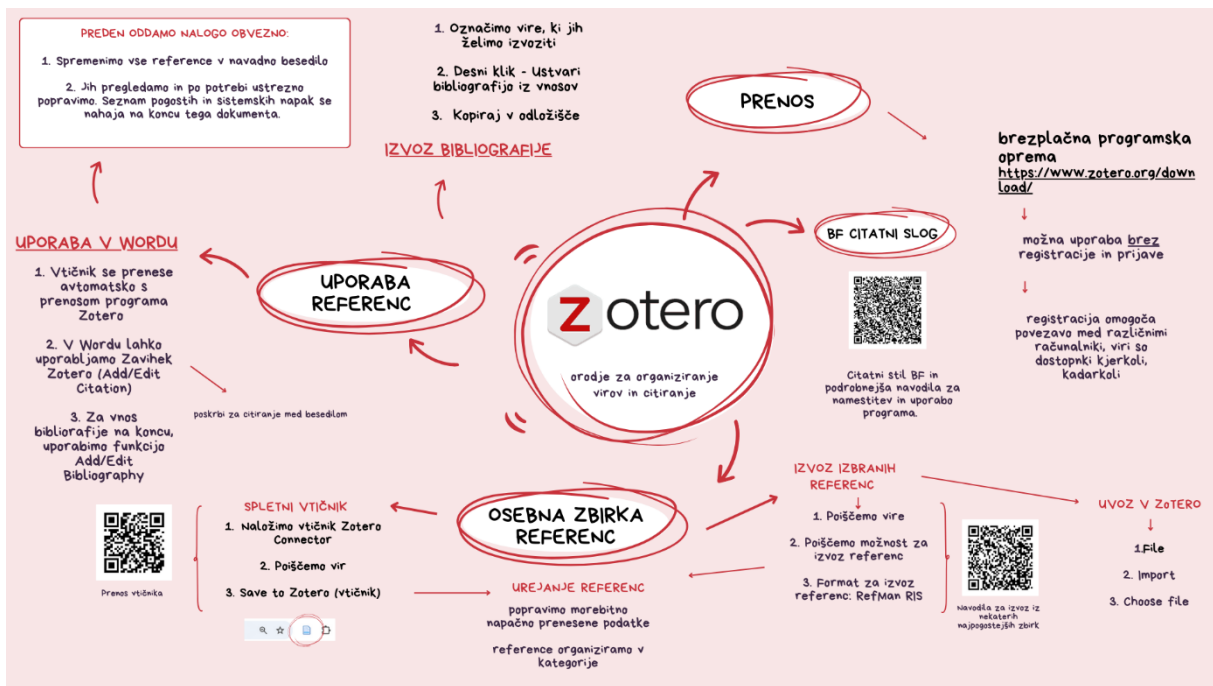 PREDEN ODDAMO NALOGO OBVEZNO:
1. Spremenimo vse reference v navadno besedilo
2. Jih pregledamo in po potrebi ustrezno
popravimo. Seznam pogostih in sistemskih napak se
nahaja na koncu tega dokumenta.
1. Označimo vire, ki jih
želimo izvoziti
2. Desni klik - Ustvari
bibliografijo iz vnosov
3. Kopiraj v odložišče
IZVOZ BIBLIOGRAFIJE
PRENOS
brezplačna programska
oprema
https://www.zotero.org/down
load/
možna uporaba brez
registracije in prijave
registracija omogoča
povezavo med različnimi
računalniki, viri so
dostopnki kjerkoli,
kadarkoli
BF CITATNI SLOG
Citatni stil BF in
podrobnejša navodila za
namestitev in uporabo
programa.
zotero
orodje za organiziranje
virov in citiranje
UPORABA
REFERENC
UPORABA V WORDU
1. Vtičnik se prenese
avtomatsko s
prenosom programa
Zotero
2. V Wordu lahko
uporabljamo Zavihek
Zotero (Add/Edit
Citation)
poskrbi za citiranje med besedilom
3. Za vnos
bibliorafije na koncu,
uporabimo funkcijo
Add/Edit
Bibliography
OSEBNA ZBIRKA
REFERENC
SPLETNI VTIČNIK
1. Naložimo vtičnik Zotero
Connector
2. Poiščemo vir
3. Save to Zotero (vtičnik)
Prenos vtičnika
UREJANJE REFERENC
popravimo morebitno
napačno prenesene podatke
reference organiziramo v
kategorije
IZVOZ IZBRANIH
REFERENC
1. Poiščemo vire
2. Poiščemo možnost za
izvoz referenc
3. Format za izvoz
referenc: RefMan RIS
Navodila za izvoz iz
nekaterih
najpogostejših zbirk
UVOZ V ZOTERO
1.File
2. Import
3. Choose file